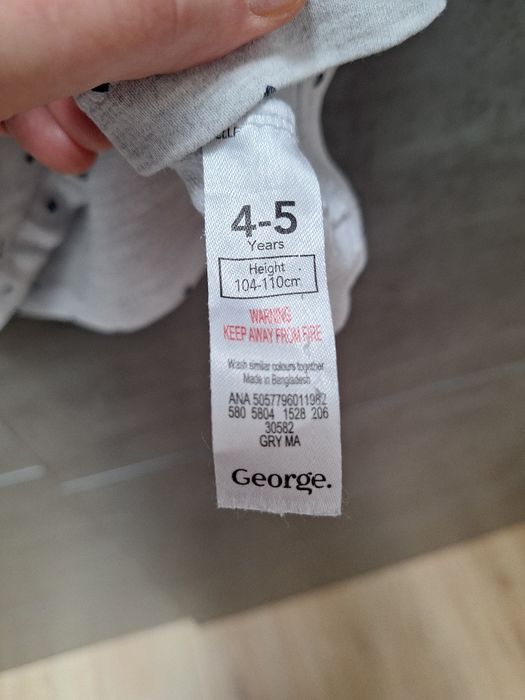 4-5
Years
Height
104-110cm
WARNING
KEEP AWAY FROM FIRE
Wash similar colours together
Made in Bangladesh
ANA 5057796011982
580 5804 1528 206
30582
GRY MA
George.